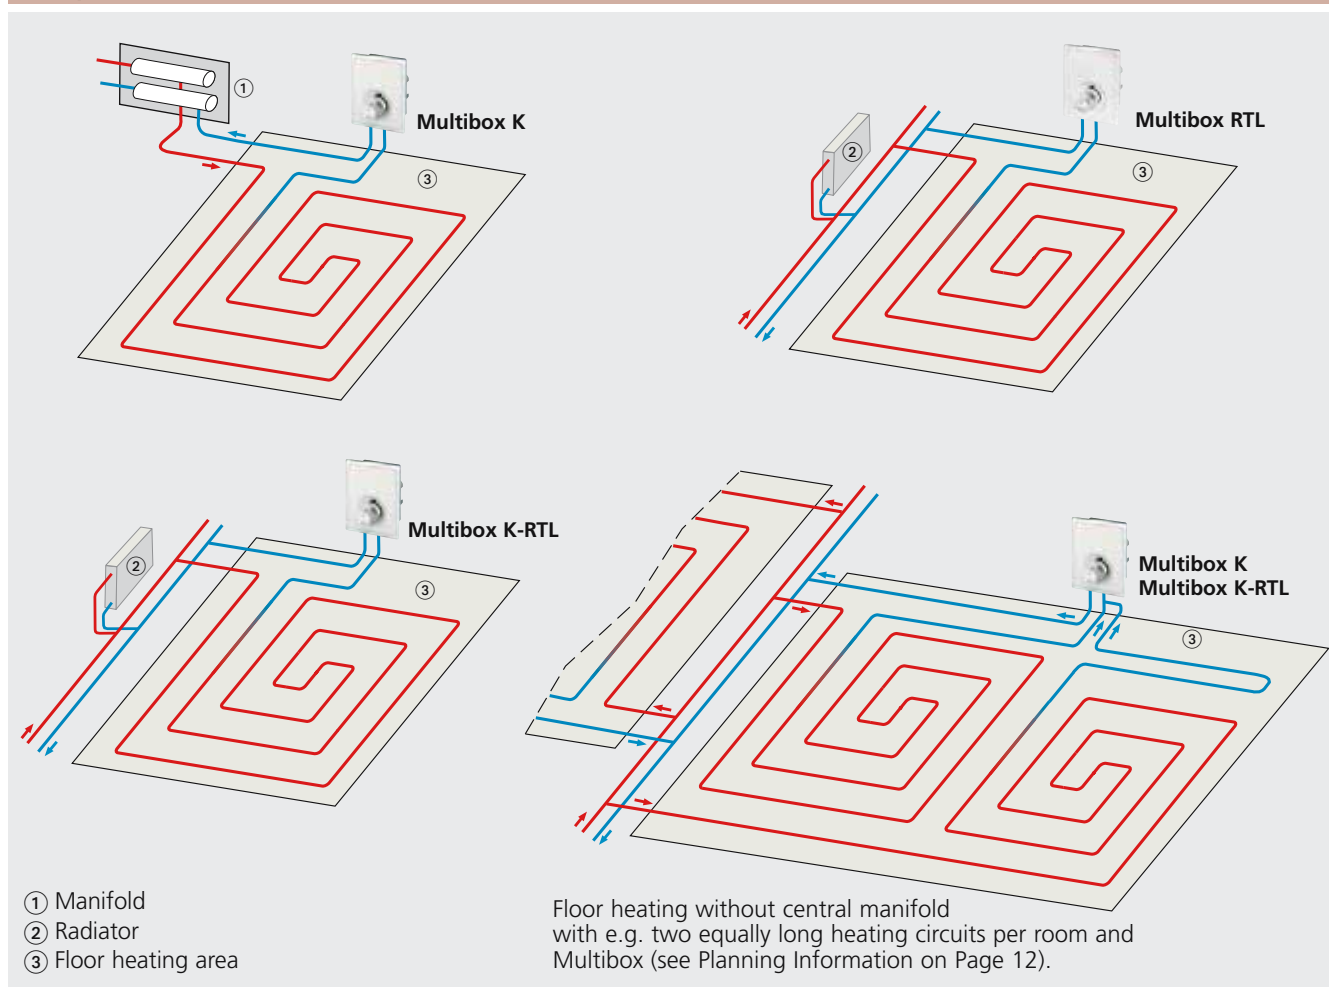 ①
Multibox K
③
Multibox RTL
②
③
Multibox K-RTL
②
③
Multibox K
Multibox K-RTL
③
① Manifold
② Radiator
③ Floor heating area
Floor heating without central manifold
with e.g. two equally long heating circuits per room and
Multibox (see Planning Information on Page 12).